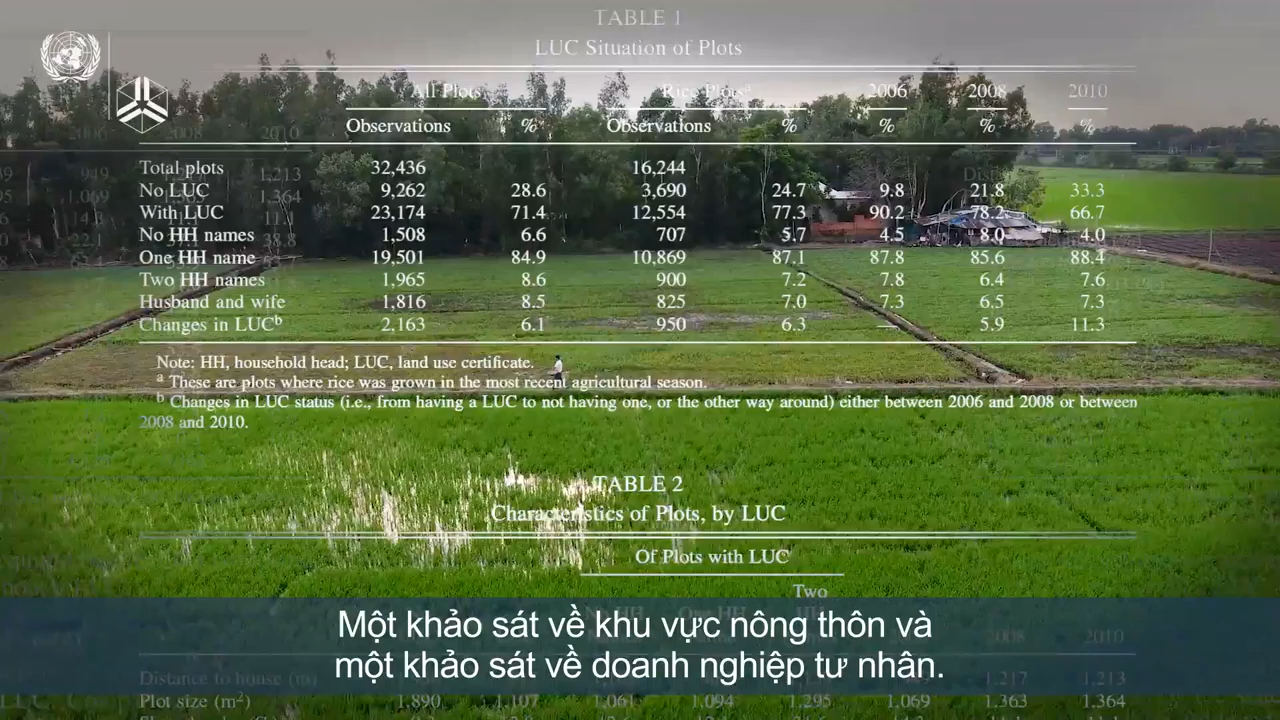 TABLE 1
LUC Situation of Plots
All Plots Rice Plotsᵃ 2006 2008 2010
Observations % Observations % % % %
Total plots 32,436 16,244
No LUC 9,262 28.6 3,690 24.7 9.8 21.8 33.3
With LUC 23,174 71.4 12,554 77.3 90.2 78.2 66.7
No HH names 1,508 6.6 707 5.7 4.5 8.0 4.0
One HH name 19,501 84.9 10,869 87.1 87.8 85.6 88.4
Two HH names 1,965 8.6 900 7.2 7.8 6.4 7.6
Husband and wife 1,816 8.5 825 7.0 7.3 6.5 7.3
Changes in LUCᵇ 2,163 6.1 950 6.3 — 5.9 11.3
Note: HH, household head; LUC, land use certificate.
ᵃ These are plots where rice was grown in the most recent agricultural season.
ᵇ Changes in LUC status (i.e., from having a LUC to not having one, or the other way around) either between 2006 and 2008 or between
2008 and 2010.
TABLE 2
Characteristics of Plots, by LUC
Of Plots with LUC
Two
2008 2010
Một khảo sát về khu vực nông thôn và
một khảo sát về doanh nghiệp tư nhân.
Distance to house (m) 1,217 1,213
Plot size (m²) 1,890 1,107 1,061 1,094 1,295 1,069 1,363 1,364